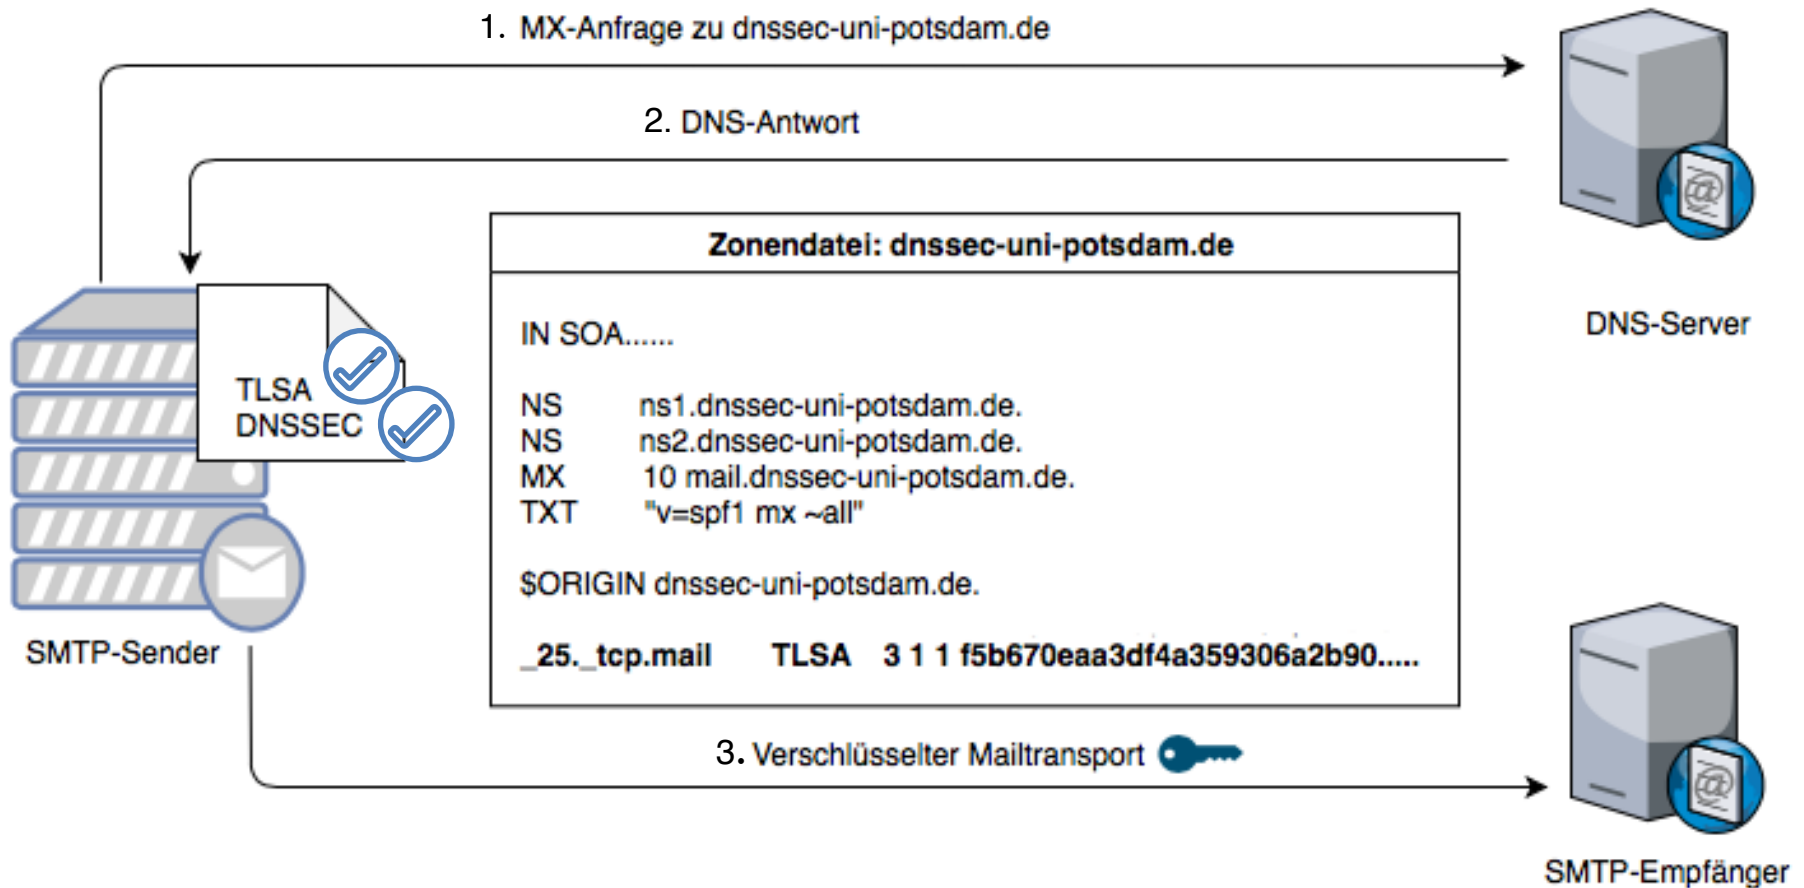 1. MX-Anfrage zu dnssec-uni-potsdam.de
2. DNS-Antwort
Zonendatei: dnssec-uni-potsdam.de
IN SOA......
DNS-Server
TLSA
DNSSEC
NS ns1.dnssec-uni-potsdam.de.
NS ns2.dnssec-uni-potsdam.de.
MX 10 mail.dnssec-uni-potsdam.de.
TXT "v=spf1 mx ~all"
$ORIGIN dnssec-uni-potsdam.de.
SMTP-Sender
_25._tcp.mail TLSA 3 1 1 f5b670eaa3df4a359306a2b90.....
3. Verschlüsselter Mailtransport
SMTP-Empfänger